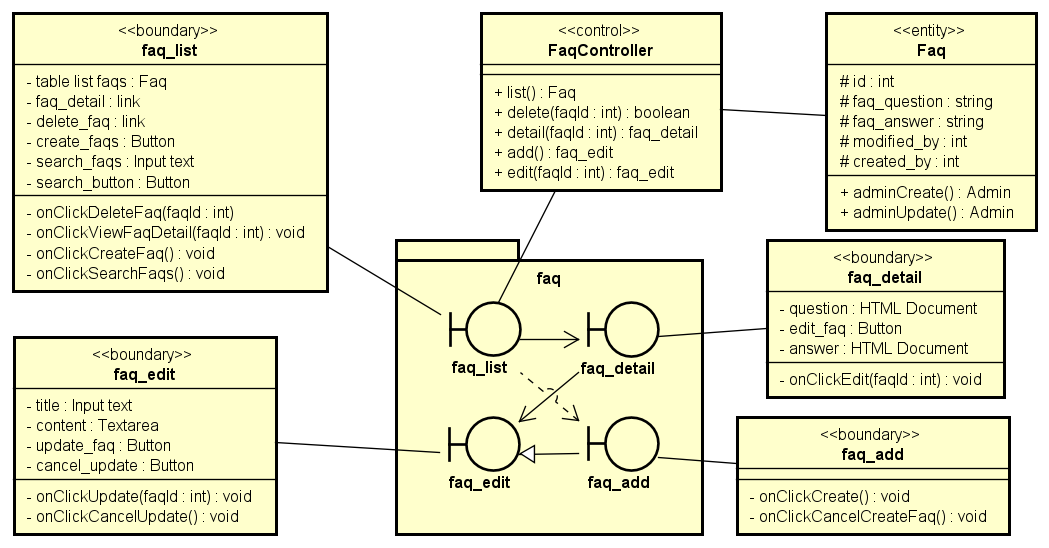 <<boundary>>
faq_list
- table list faqs : Faq
- faq_detail : link
- delete_faq : link
- create_faqs : Button
- search_faqs : Input text
- search_button : Button
- onClickDeleteFaq(faqId : int)
- onClickViewFaqDetail(faqId : int) : void
- onClickCreateFaq() : void
- onClickSearchFaqs() : void
<<control>>
FaqController
+ list() : Faq
+ delete(faqId : int) : boolean
+ detail(faqId : int) : faq_detail
+ add() : faq_edit
+ edit(faqId : int) : faq_edit
<<entity>>
Faq
# id : int
# faq_question : string
# faq_answer : string
# modified_by : int
# created_by : int
+ adminCreate() : Admin
+ adminUpdate() : Admin
faq
faq_list
faq_detail
faq_edit
faq_add
<<boundary>>
faq_detail
- question : HTML Document
- edit_faq : Button
- answer : HTML Document
- onClickEdit(faqId : int) : void
<<boundary>>
faq_edit
- title : Input text
- content : Textarea
- update_faq : Button
- cancel_update : Button
- onClickUpdate(faqId : int) : void
- onClickCancelUpdate() : void
<<boundary>>
faq_add
- onClickCreate() : void
- onClickCancelCreateFaq() : void